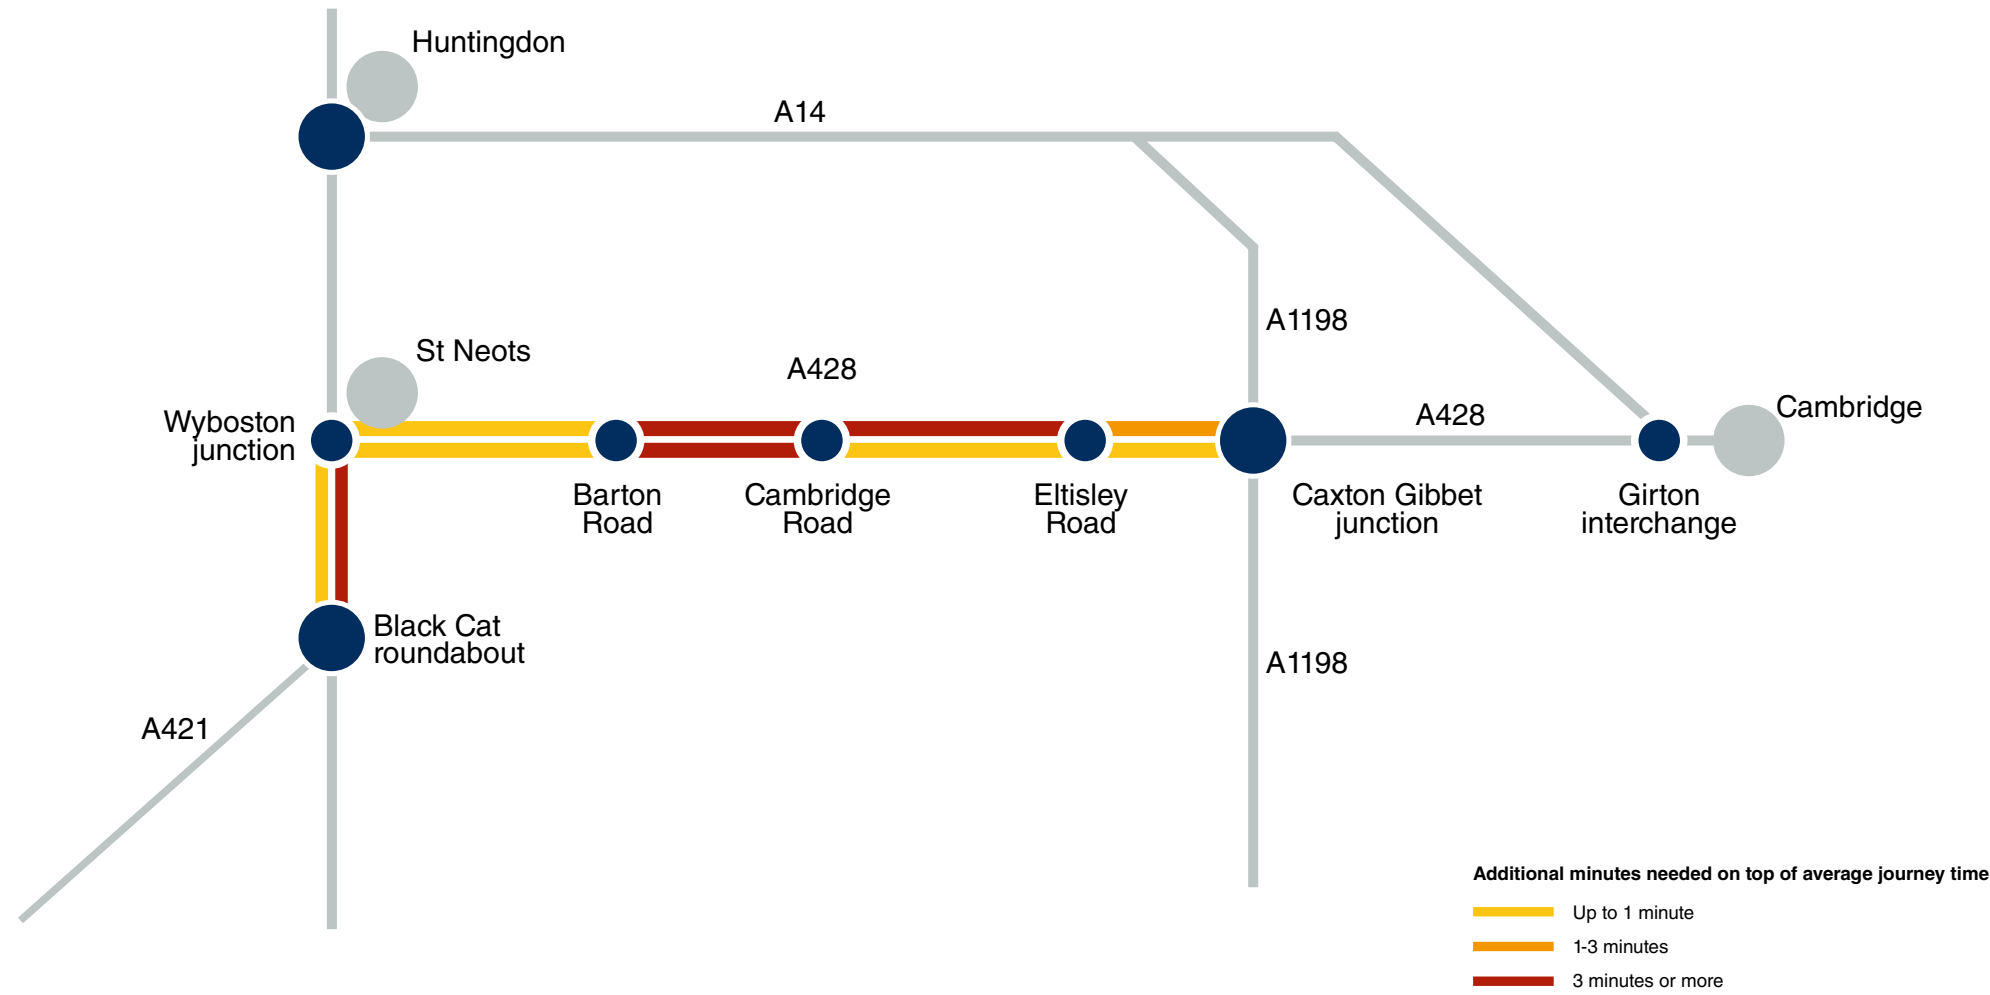 Huntingdon
A14
A1198
St Neots
A428
Wyboston
junction
A428
Cambridge
Barton
Road
Cambridge
Road
Eltisley
Road
Caxton Gibbet
junction
Girton
interchange
Black Cat
roundabout
A1198
A421
Additional minutes needed on top of average journey time
Up to 1 minute
1-3 minutes
3 minutes or more